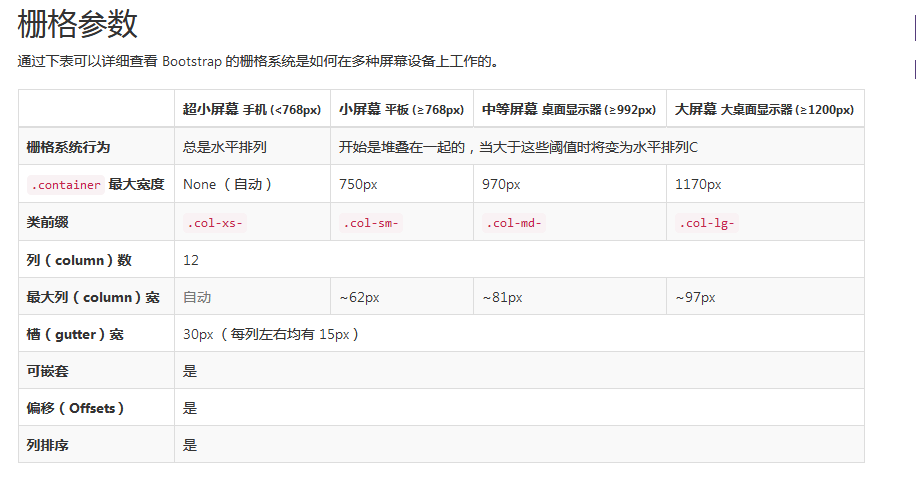 栅格参数
通过下表可以详细查看 Bootstrap 的栅格系统是如何在多种屏幕设备上工作的。
超小屏幕 手机 (<768px) 小屏幕 平板 (≥768px) 中等屏幕 桌面显示器 (≥992px) 大屏幕 大桌面显示器 (≥1200px)
栅格系统行为 总是水平排列 开始是堆叠在一起的，当大于这些阈值时将变为水平排列C
.container 最大宽度 None （自动） 750px 970px 1170px
类前缀 .col-xs- .col-sm- .col-md- .col-lg-
列（column）数 12
最大列（column）宽 自动 ~62px ~81px ~97px
槽（gutter）宽 30px （每列左右均有 15px）
可嵌套 是
偏移（Offsets） 是
列排序 是